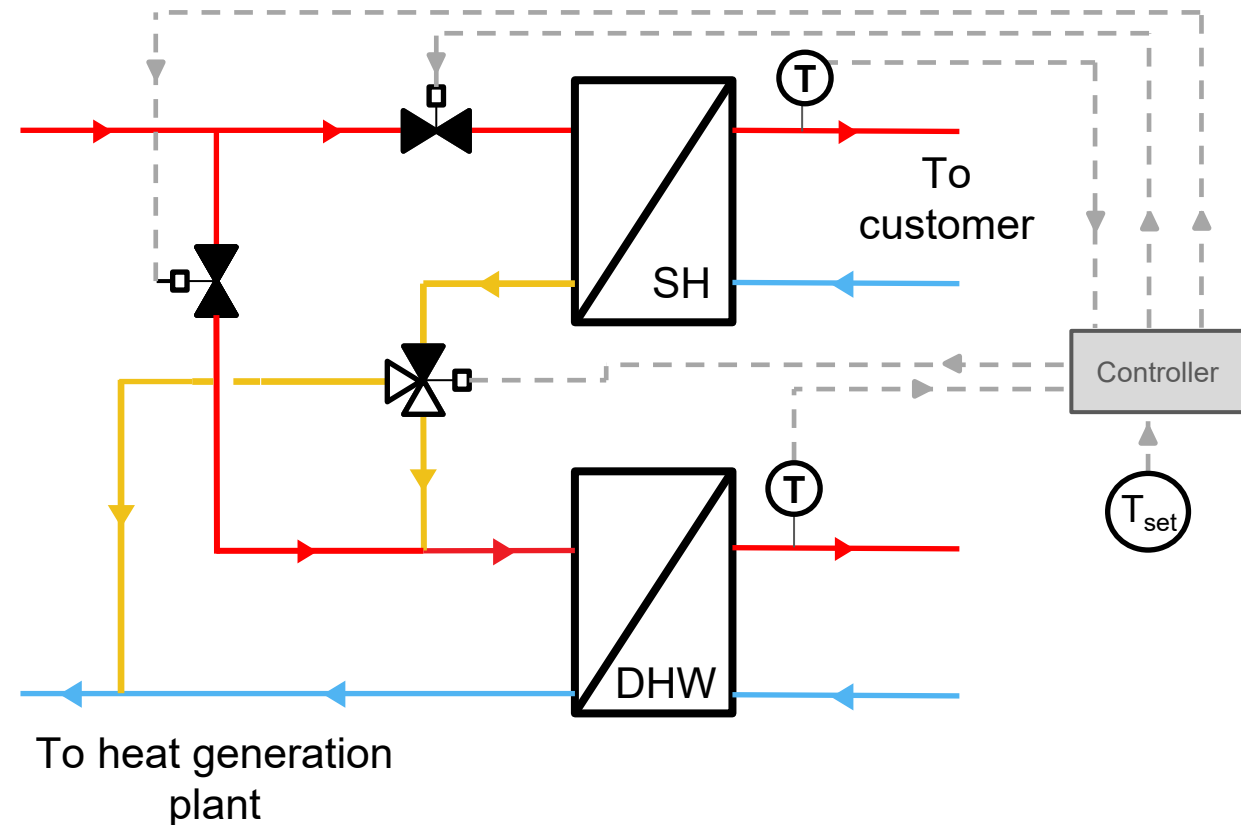 T
To
customer
SH
Controller
T
Tset
DHW
To heat generation
plant